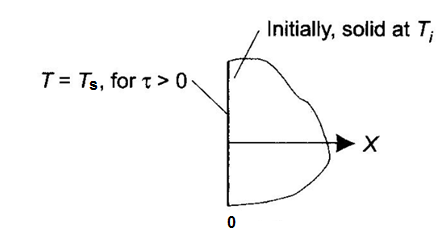 Initially, solid at Ti
T = Ts, for τ > 0
X
0